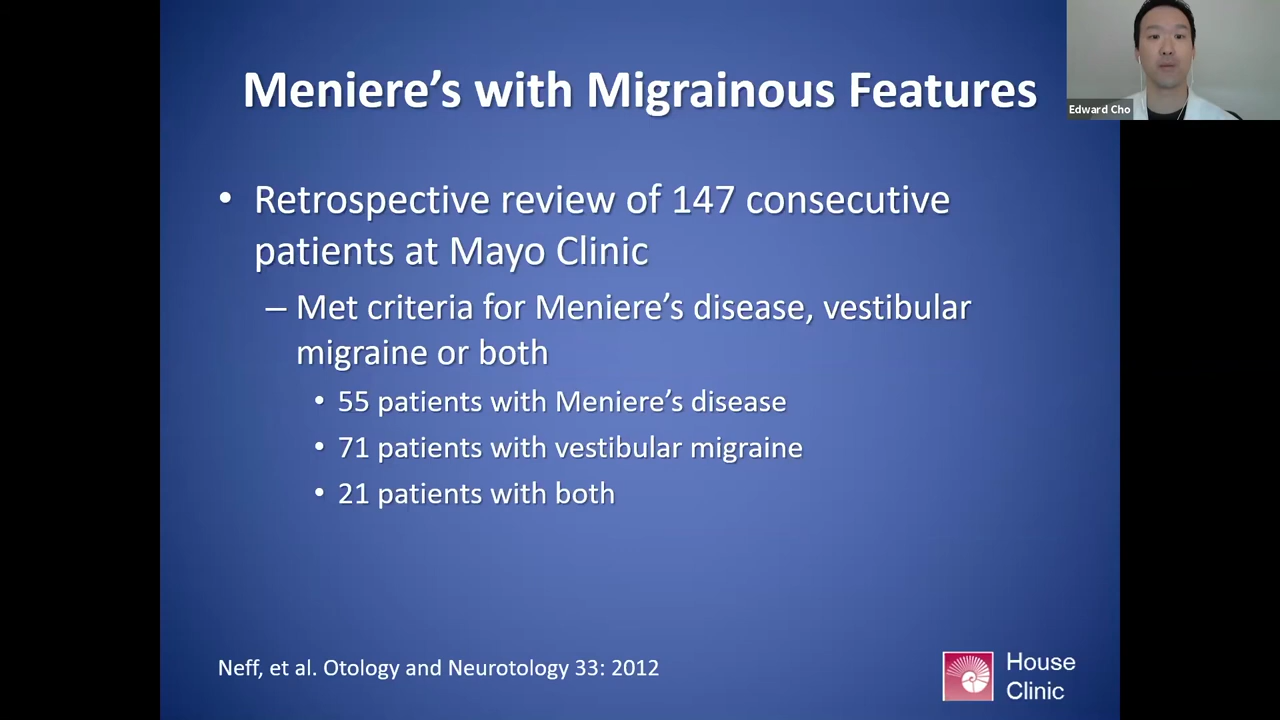 Meniere’s with Migrainous Features
Edward Cho
• Retrospective review of 147 consecutive
patients at Mayo Clinic
– Met criteria for Meniere’s disease, vestibular
migraine or both
• 55 patients with Meniere’s disease
• 71 patients with vestibular migraine
• 21 patients with both
Neff, et al. Otology and Neurotology 33: 2012
House
Clinic